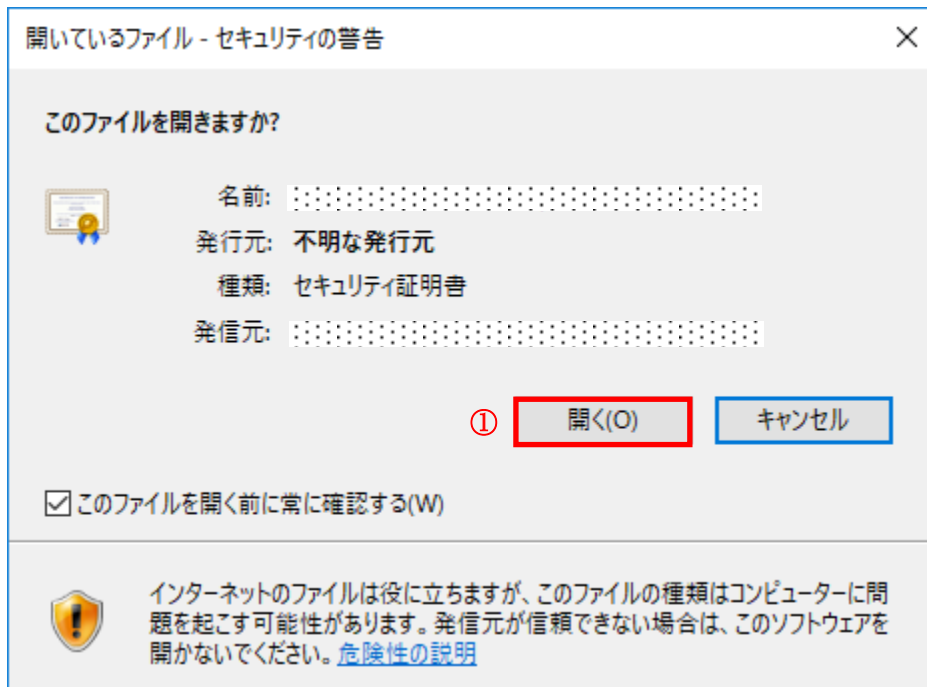 開いているファイル - セキュリティの警告
このファイルを開きますか?
名前:
発行元: 不明な発行元
種類: セキュリティ証明書
発信元:
① 開く(O) キャンセル
このファイルを開く前に常に確認する(W)
インターネットのファイルは役に立ちますが、このファイルの種類はコンピューターに問
題を起こす可能性があります。発信元が信頼できない場合は、このソフトウェアを
開かないでください。危険性の説明